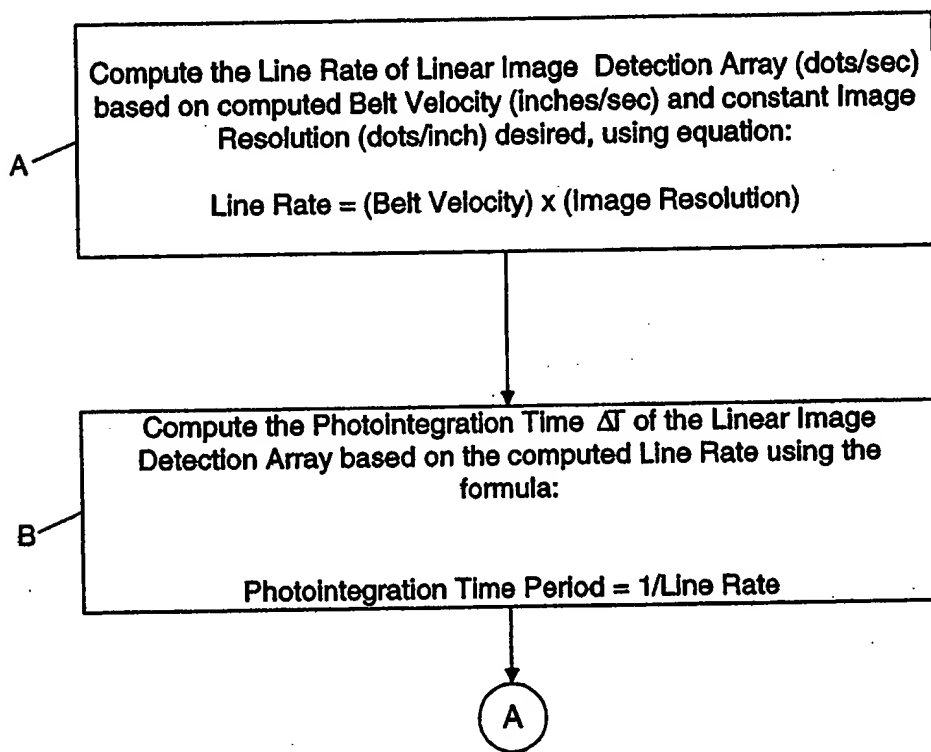 Compute the Line Rate of Linear Image Detection Array (dots/sec)
based on computed Belt Velocity (inches/sec) and constant Image
Resolution (dots/inch) desired, using equation:
A
Line Rate = (Belt Velocity) x (Image Resolution)
Compute the Photointegration Time ΔT of the Linear Image
Detection Array based on the computed Line Rate using the
formula:
B
Photointegration Time Period = 1/Line Rate
A